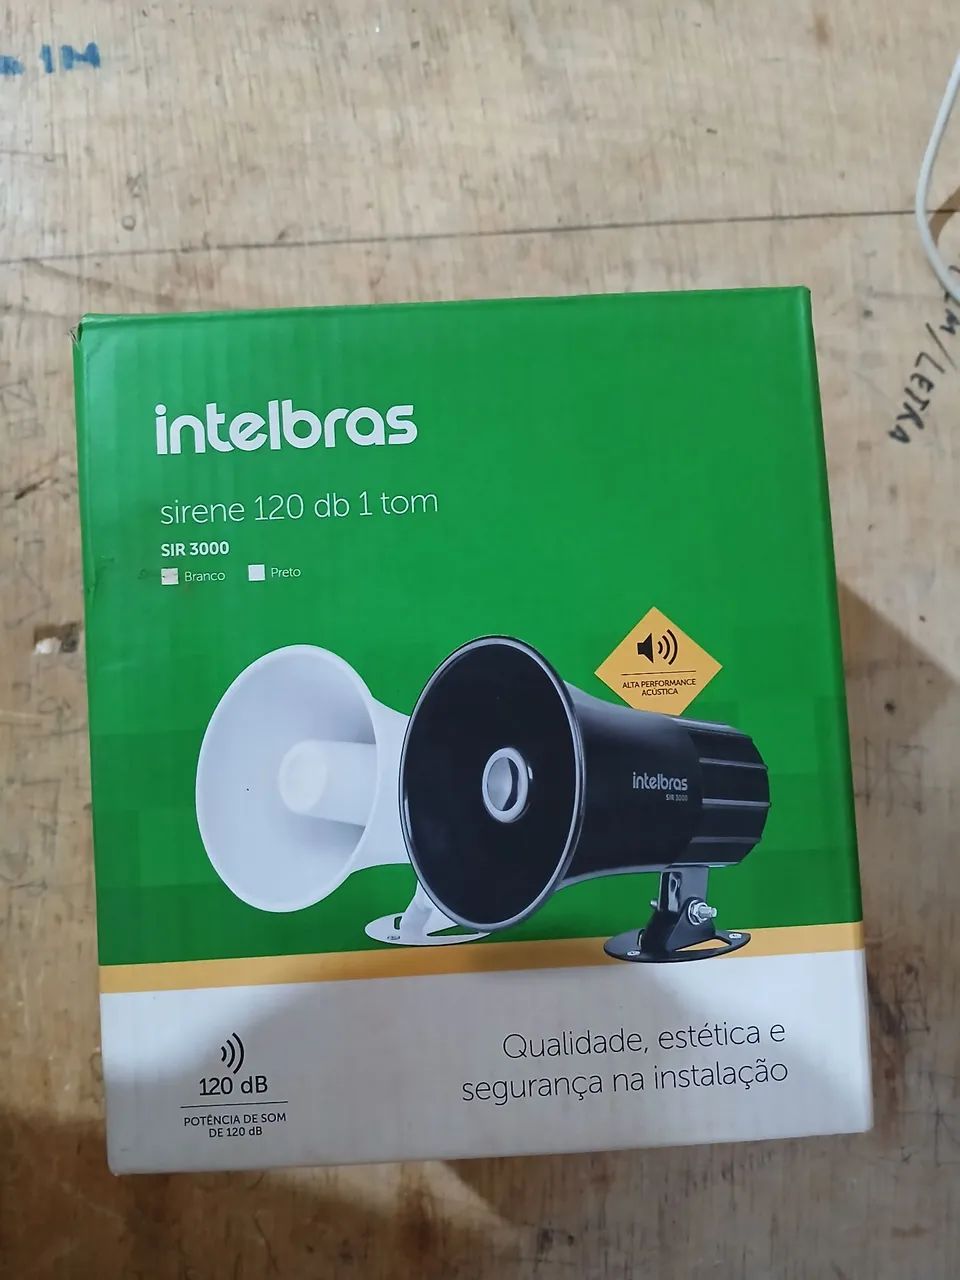 1M
intelbras
sirene 120 db 1 tom
SIR 3000
Branco Preto
ALTA PERFORMANCE
ACÚSTICA
intelbras
SIR 3000
120 dB
POTÊNCIA DE SOM
DE 120 dB
Qualidade, estética e
segurança na instalação